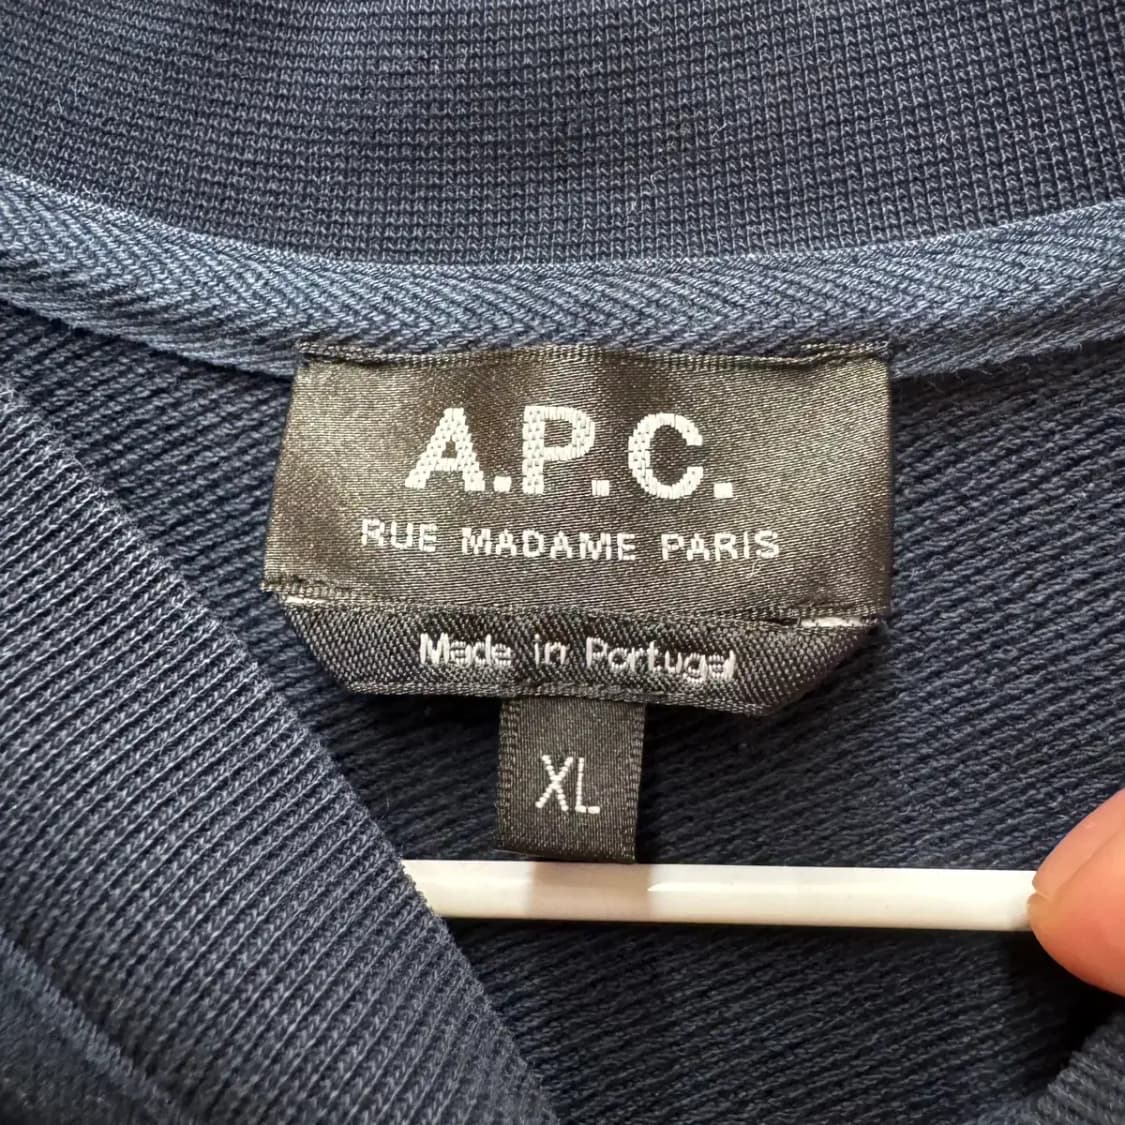 A.P.C.
RUE MADAME PARIS
Made in Portugal
XL